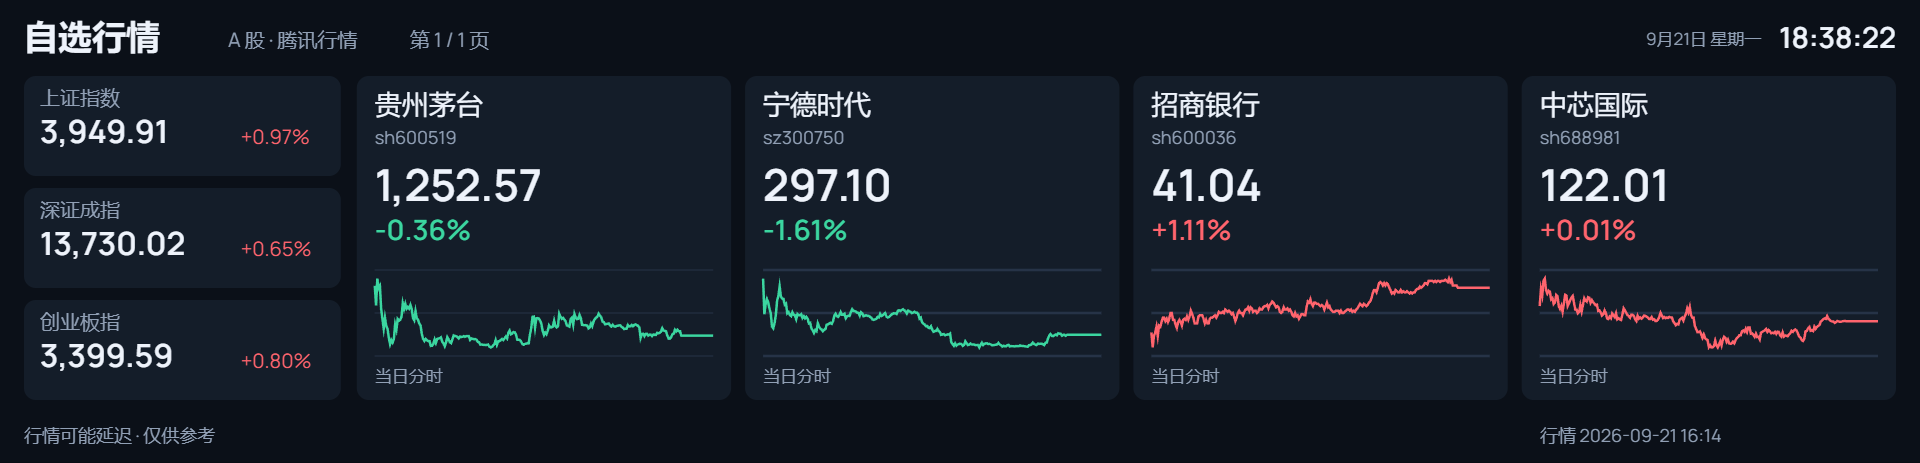 自选行情
A 股 · 腾讯行情
第 1 / 1 页
9月21日 星期一
18:38:22
上证指数
3,949.91
+0.97%
深证成指
13,730.02
+0.65%
创业板指
3,399.59
+0.80%
贵州茅台
sh600519
1,252.57
-0.36%
当日分时
宁德时代
sz300750
297.10
-1.61%
当日分时
招商银行
sh600036
41.04
+1.11%
当日分时
中芯国际
sh688981
122.01
+0.01%
当日分时
行情可能延迟 · 仅供参考
行情 2026-09-21 16:14